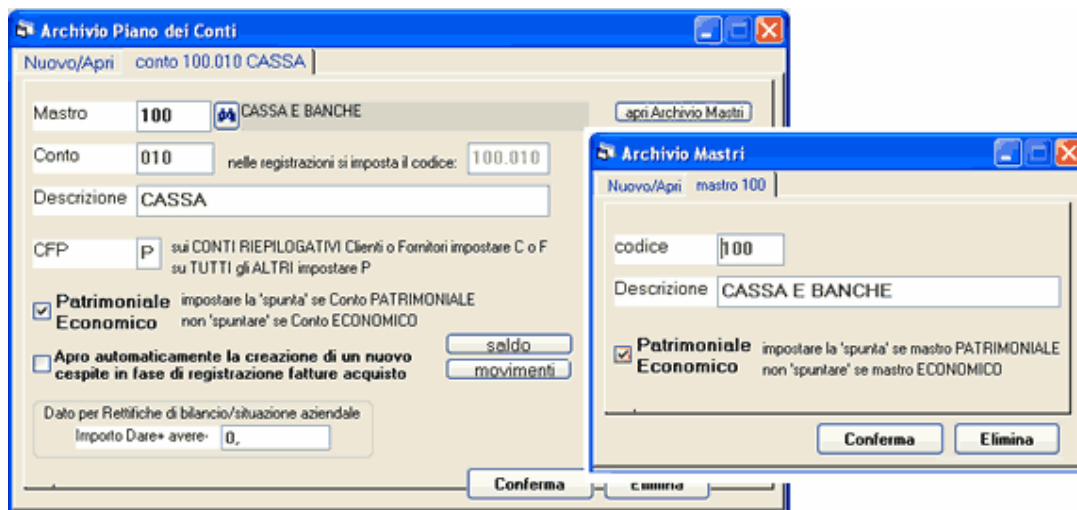 Archivio Piano dei Conti
Nuovo/Apri conto 100.010 CASSA
Mastro 100 CASSA E BANCHE apri Archivio Mastri
Conto 010 nelle registrazioni si imposta il codice: 100.010
Descrizione CASSA
CFP P sui CONTI RIEPILOGATIVI Clienti o Fornitori impostare C o F
su TUTTI gli ALTRI impostare P
Patrimoniale impostare la 'spunta' se Conto PATRIMONIALE
Economico non 'spuntare' se Conto ECONOMICO
saldo
Apro automaticamente la creazione di un nuovo
cespite in fase di registrazione fatture acquisto
movimenti
Dato per Rettifiche di bilancio/situazione aziendale
Importo Dare+ avere- 0,
Conferma Elimina
Archivio Mastri
Nuovo/Apri mastro 100
codice 100
Descrizione CASSA E BANCHE
Patrimoniale impostare la 'spunta' se mastro PATRIMONIALE
Economico non 'spuntare' se mastro ECONOMICO
Conferma Elimina